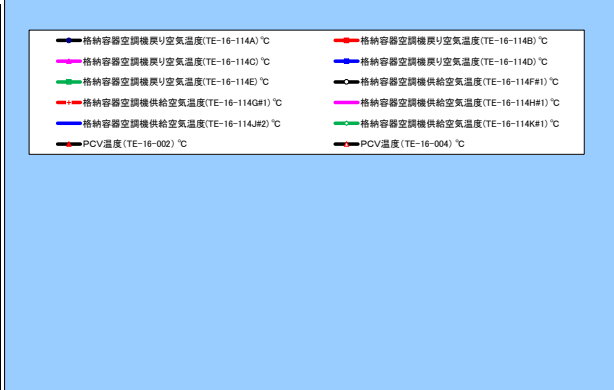 格納容器空調機戻り空気温度(TE-16-114A)℃ 格納容器空調機戻り空気温度(TE-16-114B)℃
格納容器空調機戻り空気温度(TE-16-114C)℃ 格納容器空調機戻り空気温度(TE-16-114D)℃
格納容器空調機戻り空気温度(TE-16-114E)℃ 格納容器空調機供給空気温度(TE-16-114F#1)℃
格納容器空調機供給空気温度(TE-16-114G#1)℃ 格納容器空調機供給空気温度(TE-16-114H#1)℃
格納容器空調機供給空気温度(TE-16-114J#2)℃ 格納容器空調機供給空気温度(TE-16-114K#1)℃
PCV温度(TE-16-002) ℃ PCV温度(TE-16-004) ℃